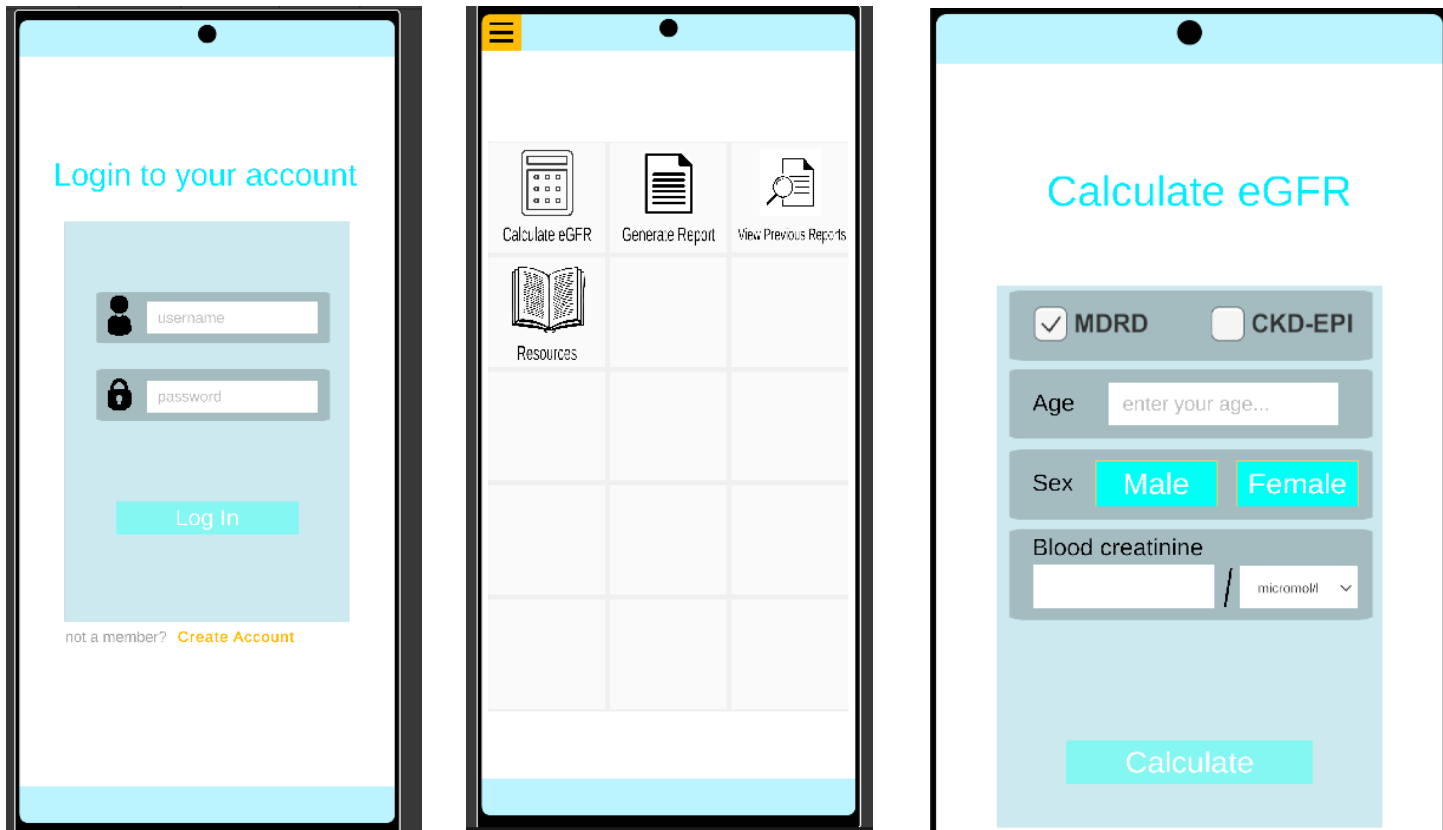 Login to your account
username
password
Log In
not a member? Create Account
Calculate eGFR
Generate Report
View Previous Reports
Resources
Calculate eGFR
MDRD
CKD-EPI
Age
enter your age...
Sex
Male
Female
Blood creatinine
/
micromol/l
Calculate